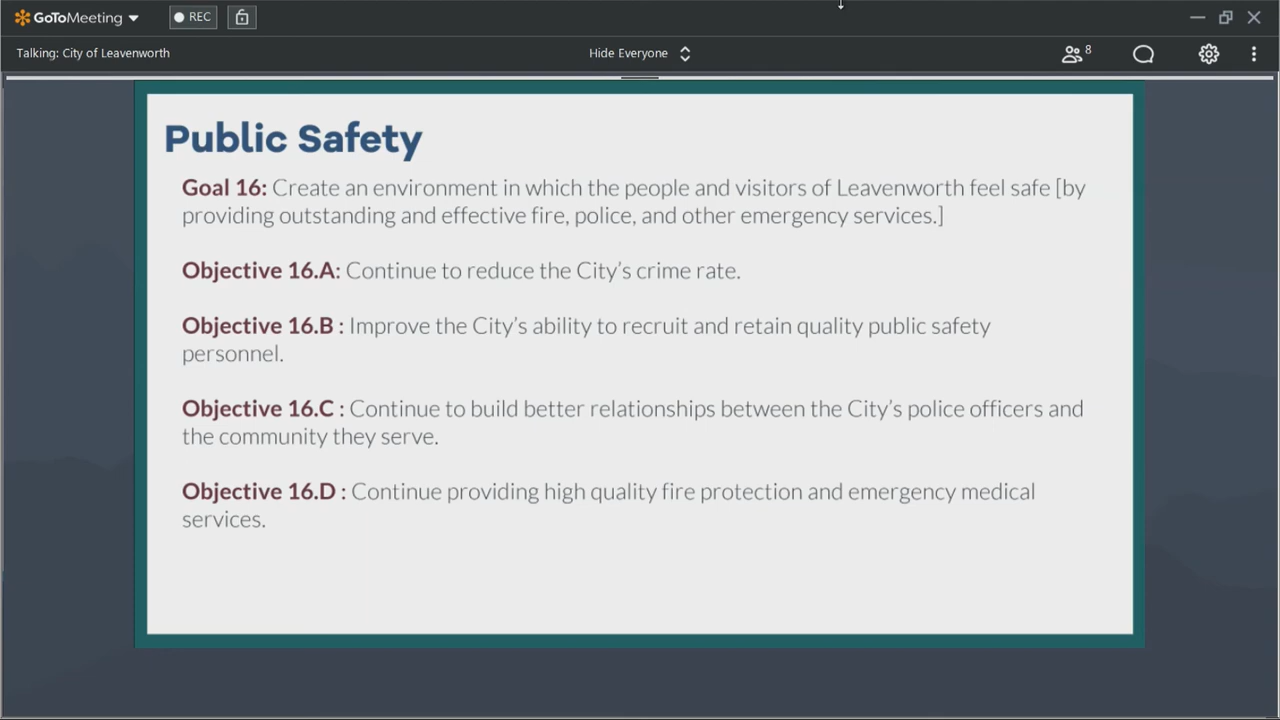 GoToMeeting
REC
Talking: City of Leavenworth
Hide Everyone
8
Public Safety
Goal 16: Create an environment in which the people and visitors of Leavenworth feel safe [by
providing outstanding and effective fire, police, and other emergency services.]
Objective 16.A: Continue to reduce the City’s crime rate.
Objective 16.B : Improve the City’s ability to recruit and retain quality public safety
personnel.
Objective 16.C : Continue to build better relationships between the City’s police officers and
the community they serve.
Objective 16.D : Continue providing high quality fire protection and emergency medical
services.